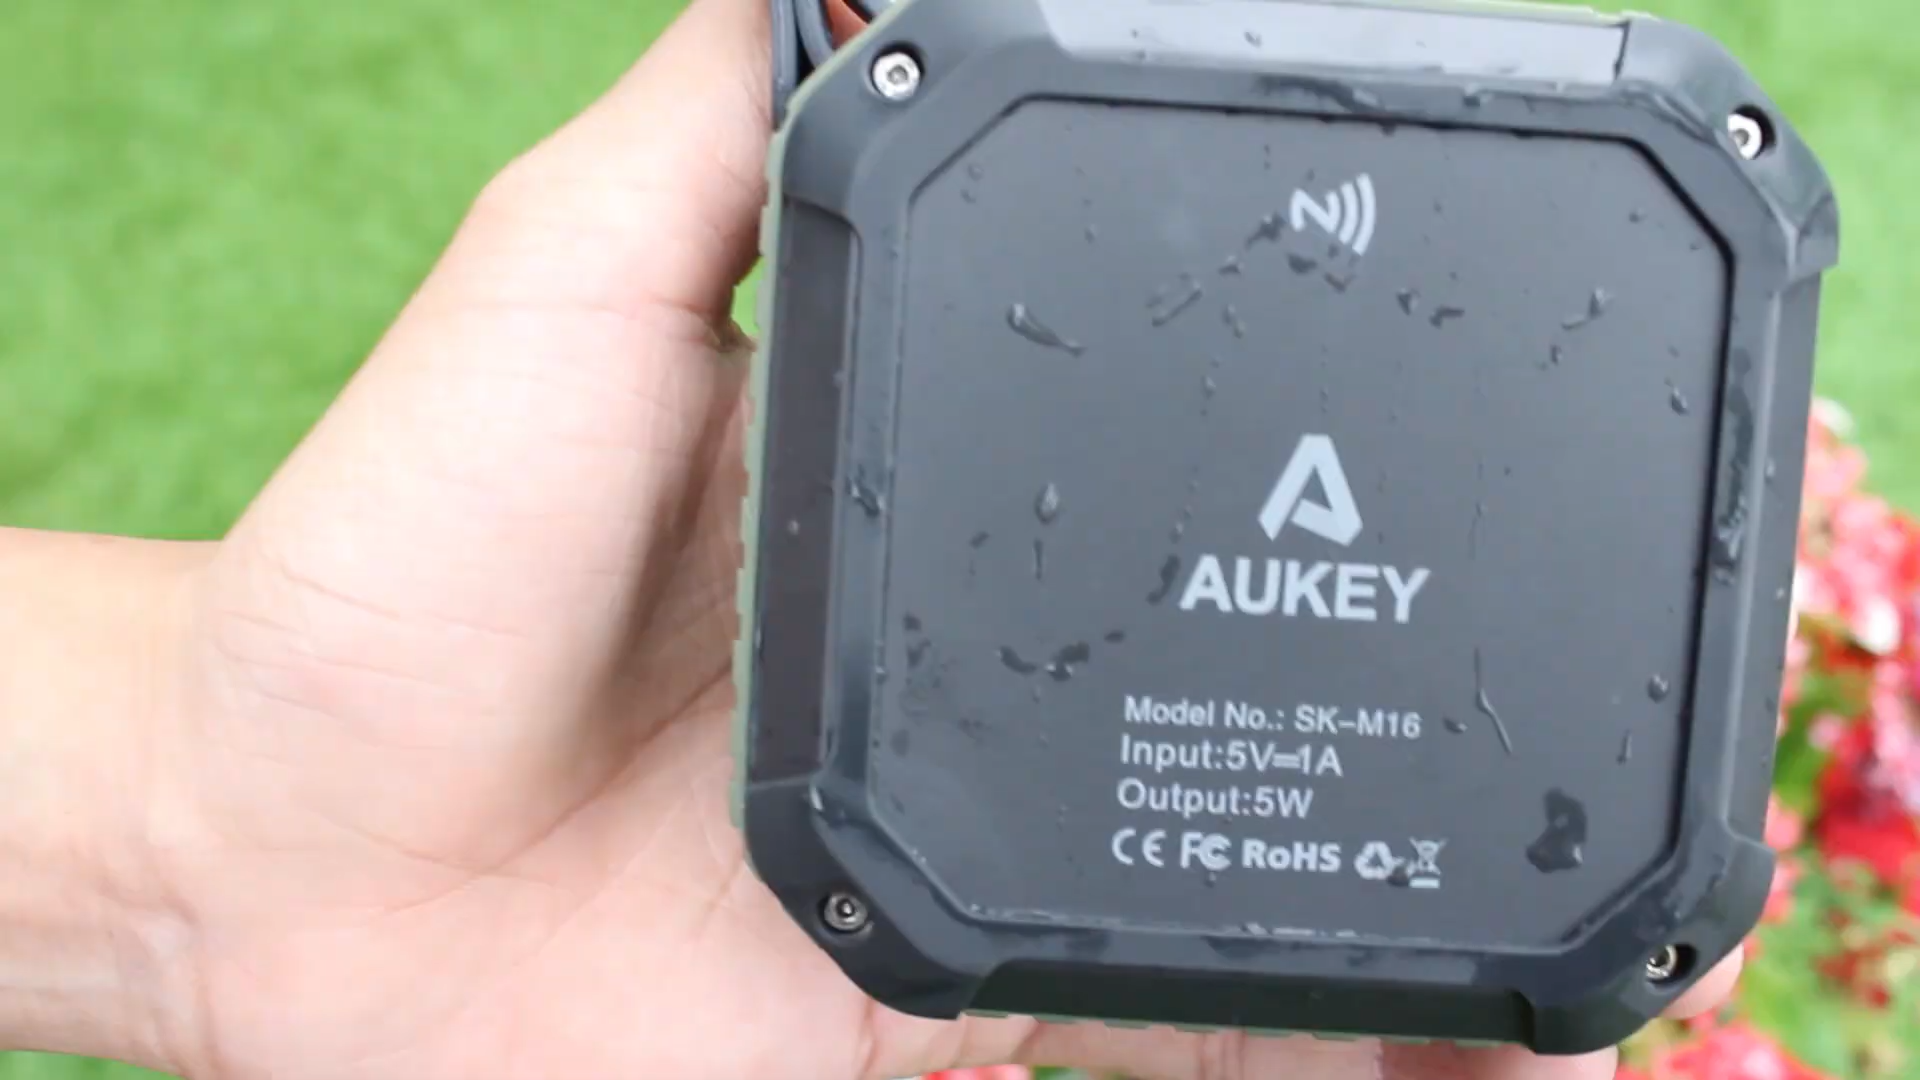 AUKEY
Model No.: SK-M16
Input:5V⎓1A
Output:5W
CE FC RoHS